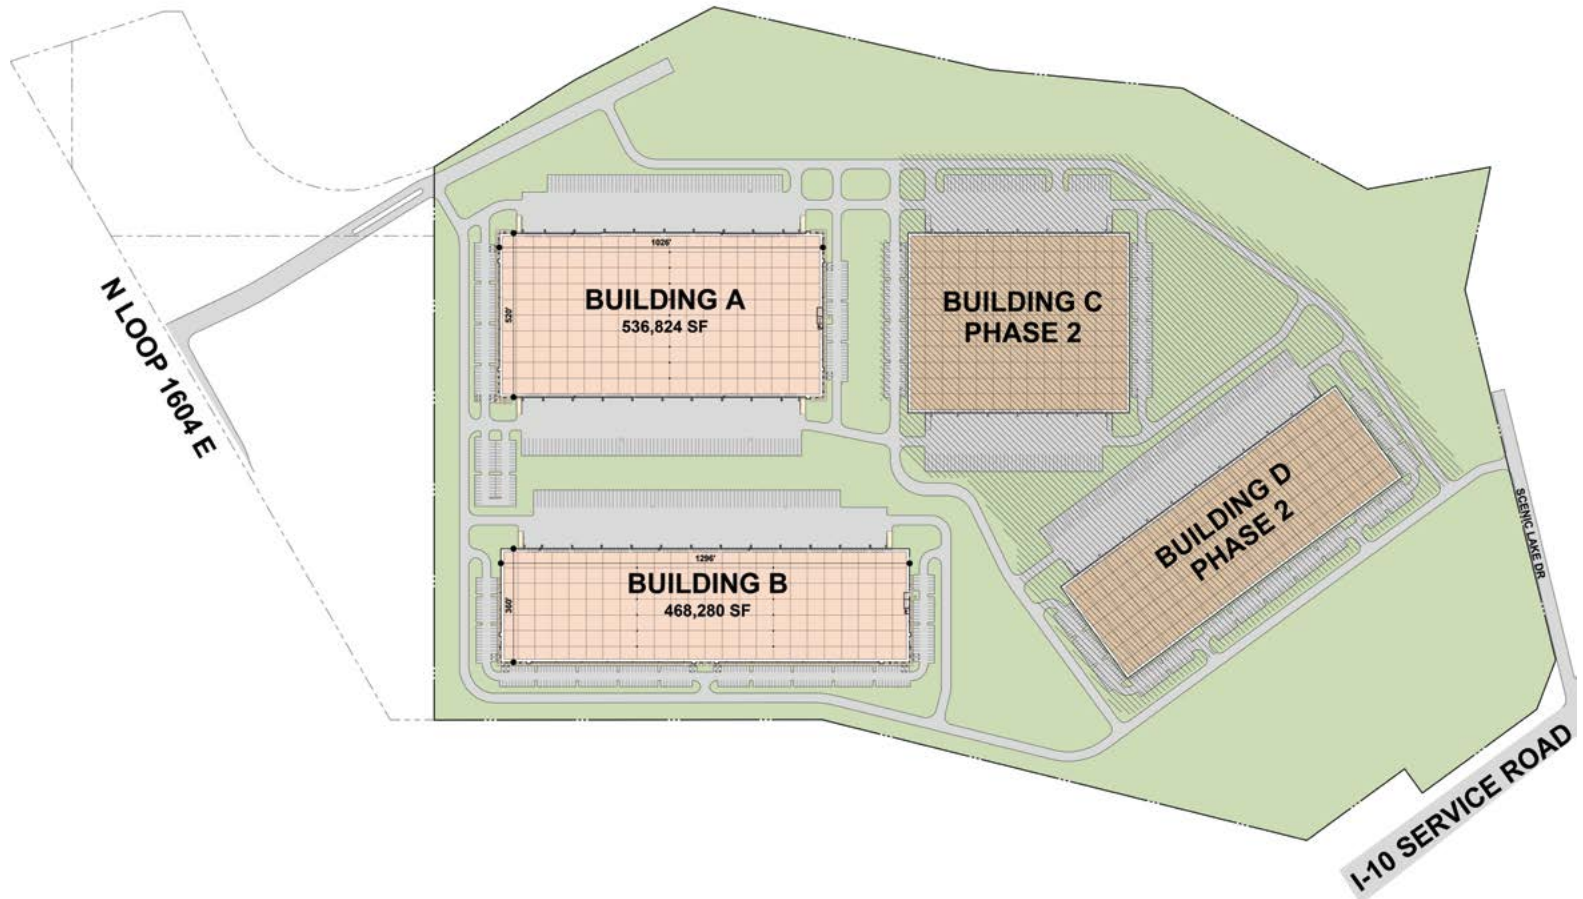 1026'
520'
BUILDING A
536,824 SF
BUILDING C
PHASE 2
N LOOP 1604 E
BUILDING D
PHASE 2
SCENIC LAKE DR
1296'
360'
BUILDING B
468,280 SF
I-10 SERVICE ROAD